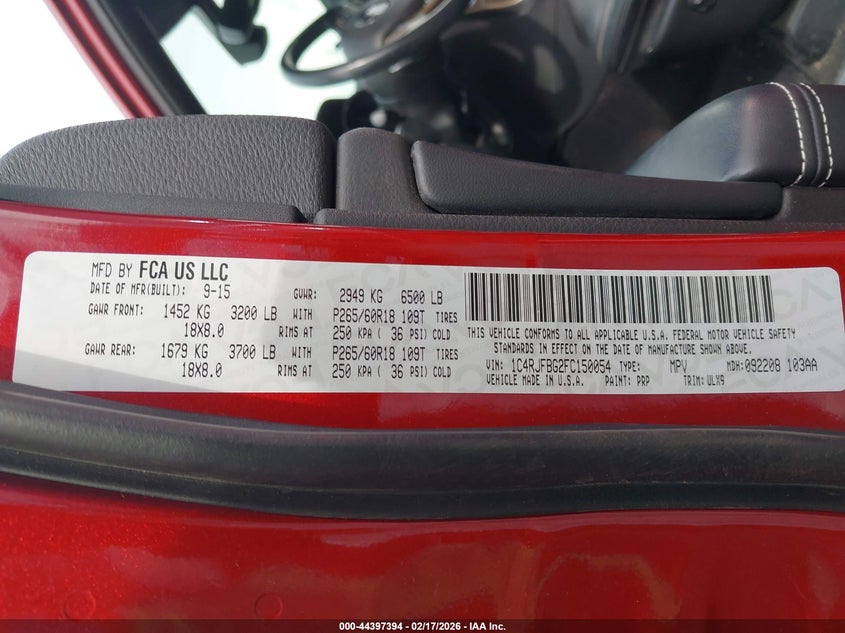 MFD BY FCA US LLC
DATE OF MFR(BUILT): 9-15 GVWR: 2949 KG 6500 LB
GAWR FRONT: 1452 KG 3200 LB WITH P265/60R18 109T TIRES
18X8.0 RIMS AT 250 KPA ( 36 PSI) COLD
GAWR REAR: 1679 KG 3700 LB WITH P265/60R18 109T TIRES
18X8.0 RIMS AT 250 KPA ( 36 PSI) COLD
THIS VEHICLE CONFORMS TO ALL APPLICABLE U.S.A. FEDERAL MOTOR VEHICLE SAFETY
STANDARDS IN EFFECT ON THE DATE OF MANUFACTURE SHOWN ABOVE.
VIN: 1C4RJFBG2FC150054 TYPE: MPV MDH: 092208 103AA
VEHICLE MADE IN U.S.A. PAINT: PRP TRIM: ULX9
000-44397394 | 02/17/2026 - IAA Inc.